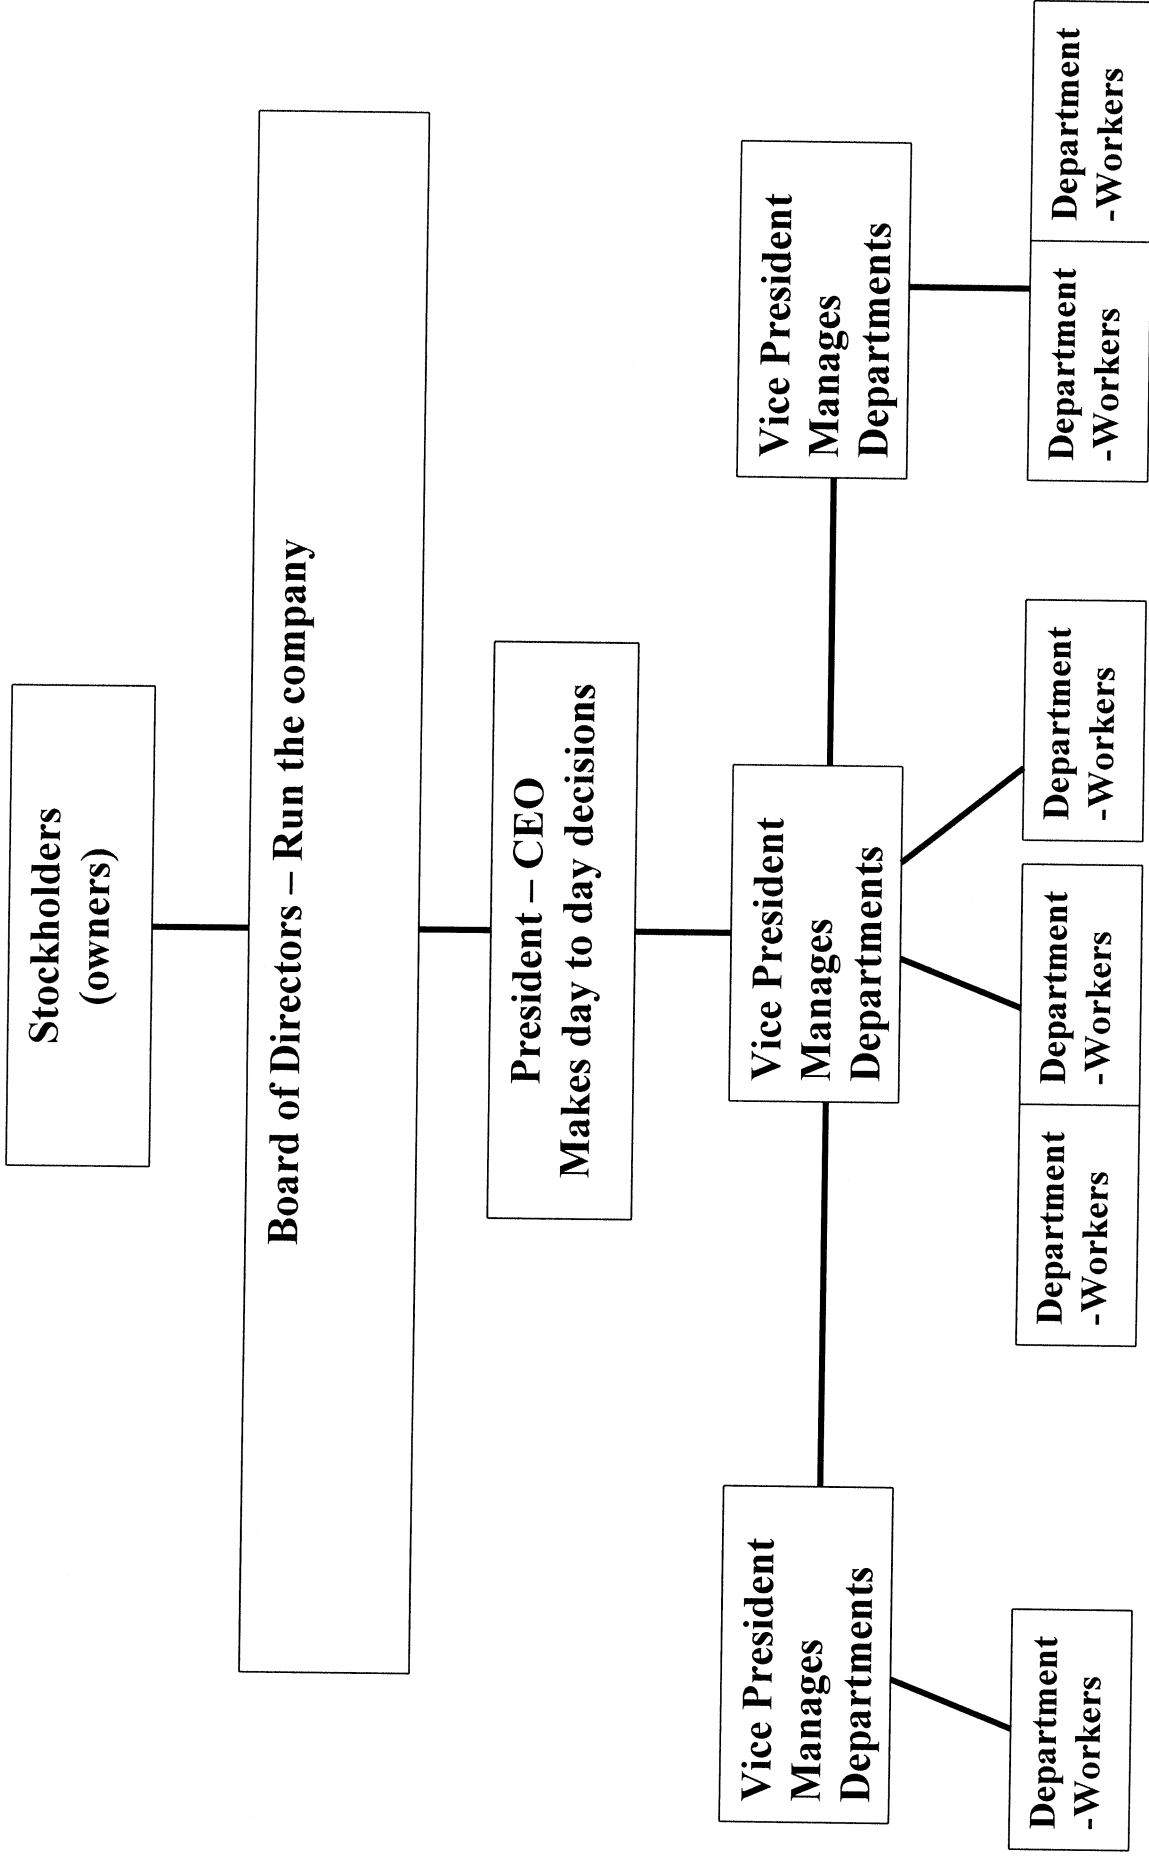 Stockholders
(owners)
Board of Directors – Run the company
President – CEO
Makes day to day decisions
Vice President
Manages
Departments
Vice President
Manages
Departments
Vice President
Manages
Departments
Department
-Workers
Department
-Workers
Department
-Workers
Department
-Workers
Department
-Workers
Department
-Workers